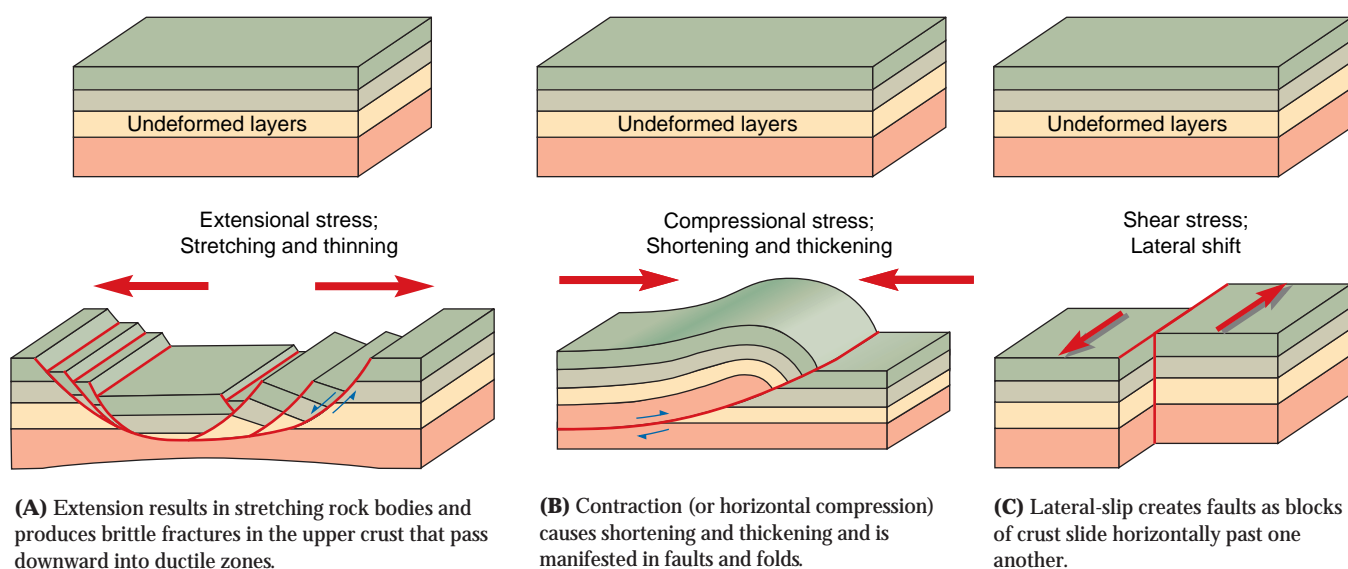 Undeformed layers
Undeformed layers
Undeformed layers
Extensional stress;
Stretching and thinning
Compressional stress;
Shortening and thickening
Shear stress;
Lateral shift
(A) Extension results in stretching rock bodies and
produces brittle fractures in the upper crust that pass
downward into ductile zones.
(B) Contraction (or horizontal compression)
causes shortening and thickening and is
manifested in faults and folds.
(C) Lateral-slip creates faults as blocks
of crust slide horizontally past one
another.